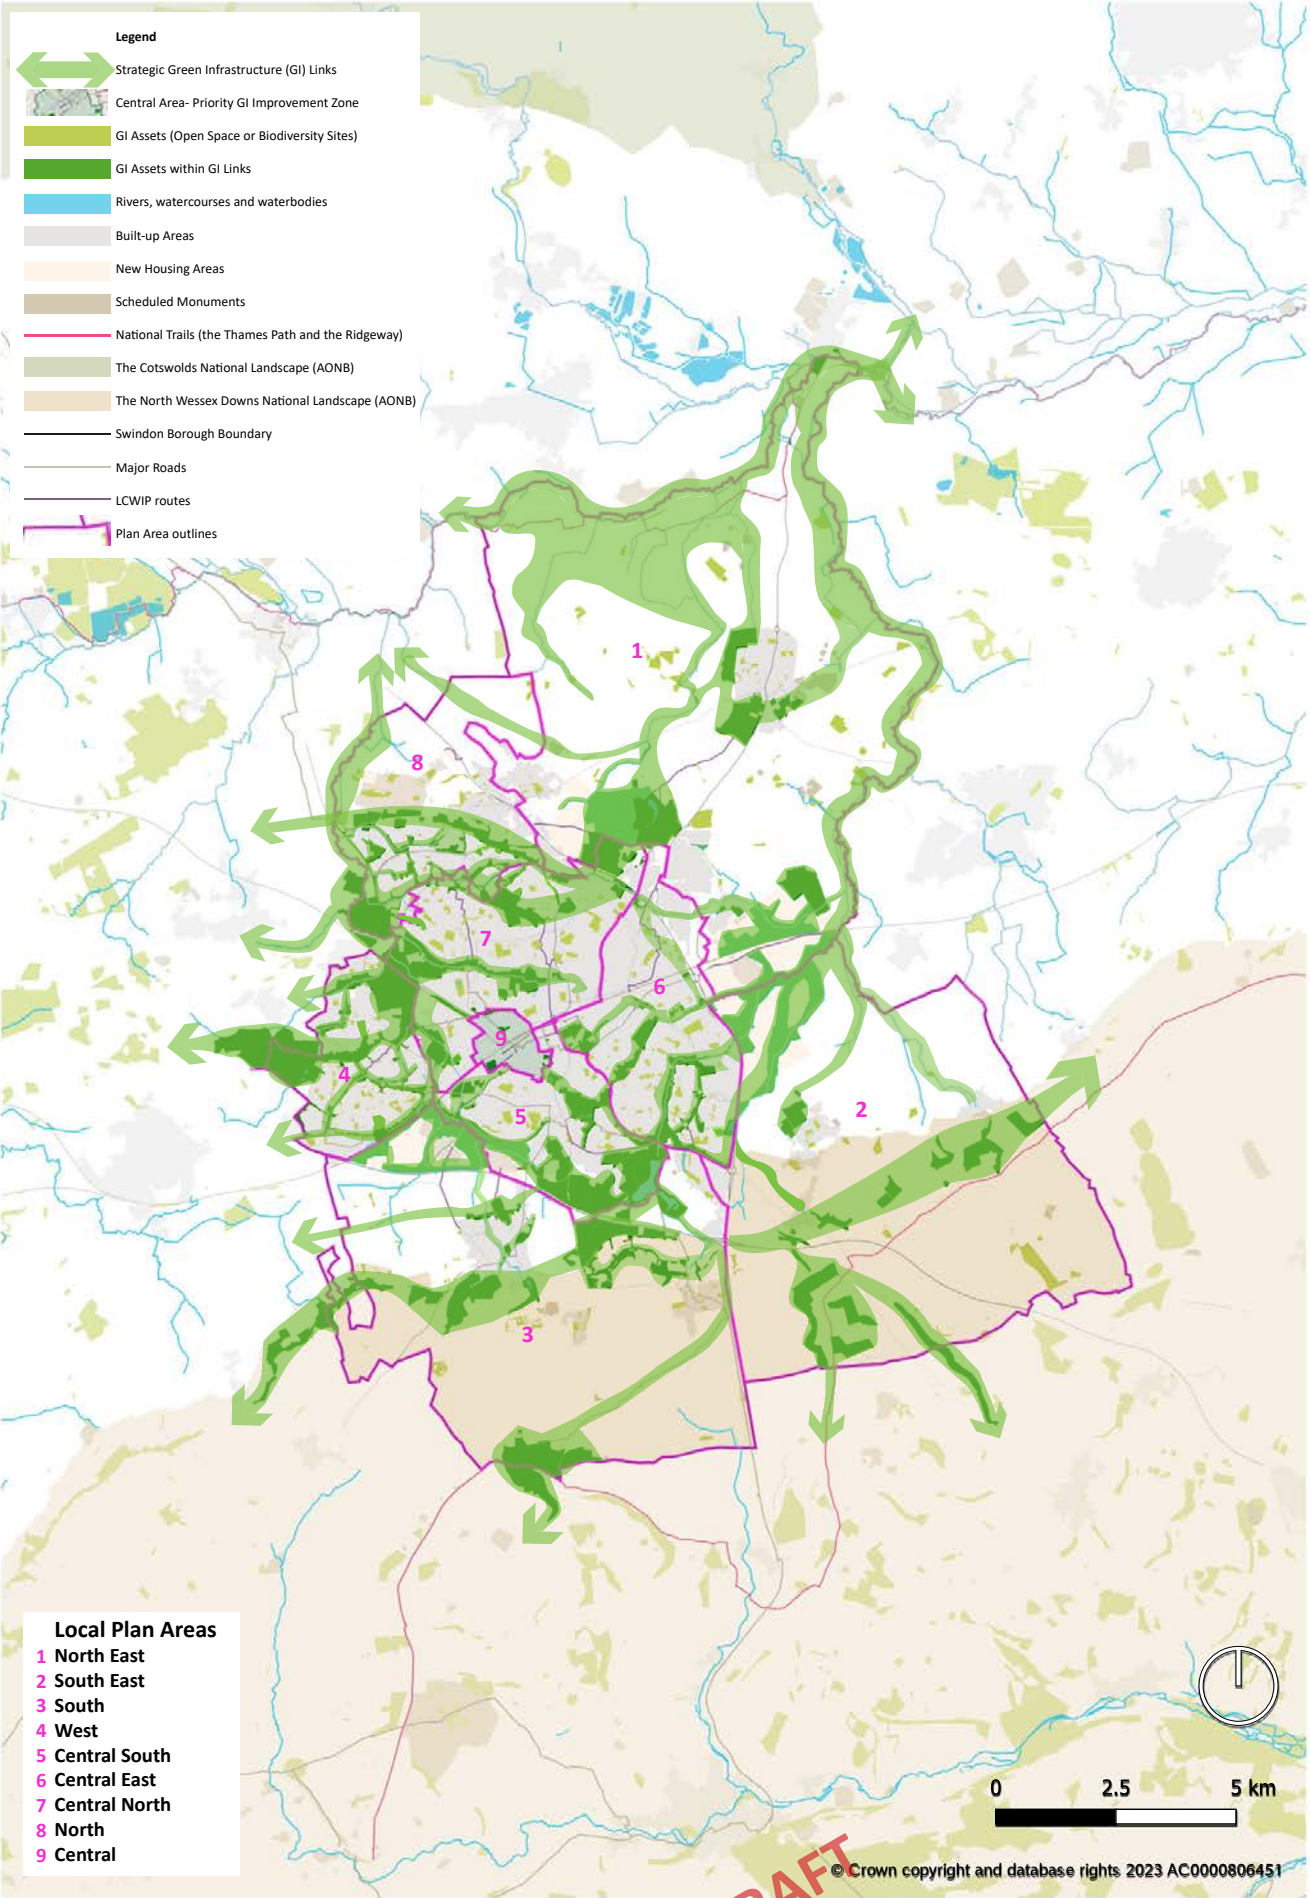 Legend
Strategic Green Infrastructure (GI) Links
Central Area- Priority GI Improvement Zone
GI Assets (Open Space or Biodiversity Sites)
GI Assets within GI Links
Rivers, watercourses and waterbodies
Built-up Areas
New Housing Areas
Scheduled Monuments
National Trails (the Thames Path and the Ridgeway)
The Cotswolds National Landscape (AONB)
The North Wessex Downs National Landscape (AONB)
Swindon Borough Boundary
Major Roads
LCWIP routes
Plan Area outlines
1
8
7
6
9
4
5
2
3
Local Plan Areas
1 North East
2 South East
3 South
4 West
5 Central South
6 Central East
7 Central North
8 North
9 Central
0 2.5 5 km
© Crown copyright and database rights 2023 AC0000806451